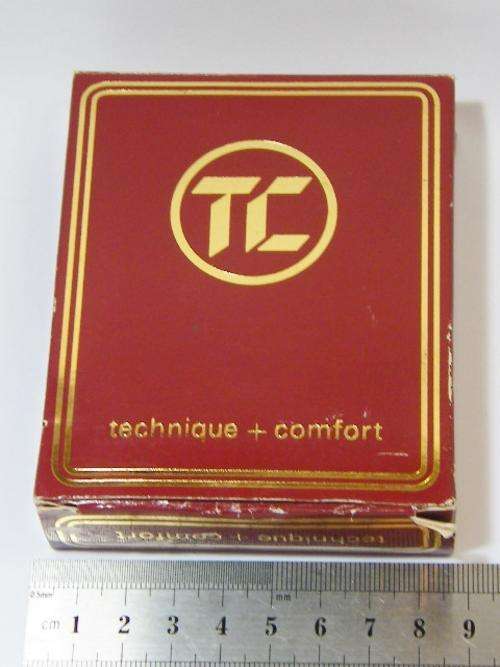 TC
technique + comfort
technique + comfort
0.5mm mm
cm 1 2 3 4 5 6 7 8 9